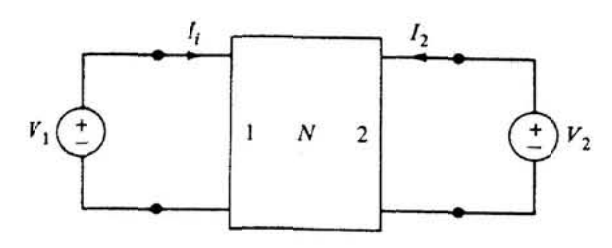 I_i I_2
V_1 + − 1 N 2 + − V_2